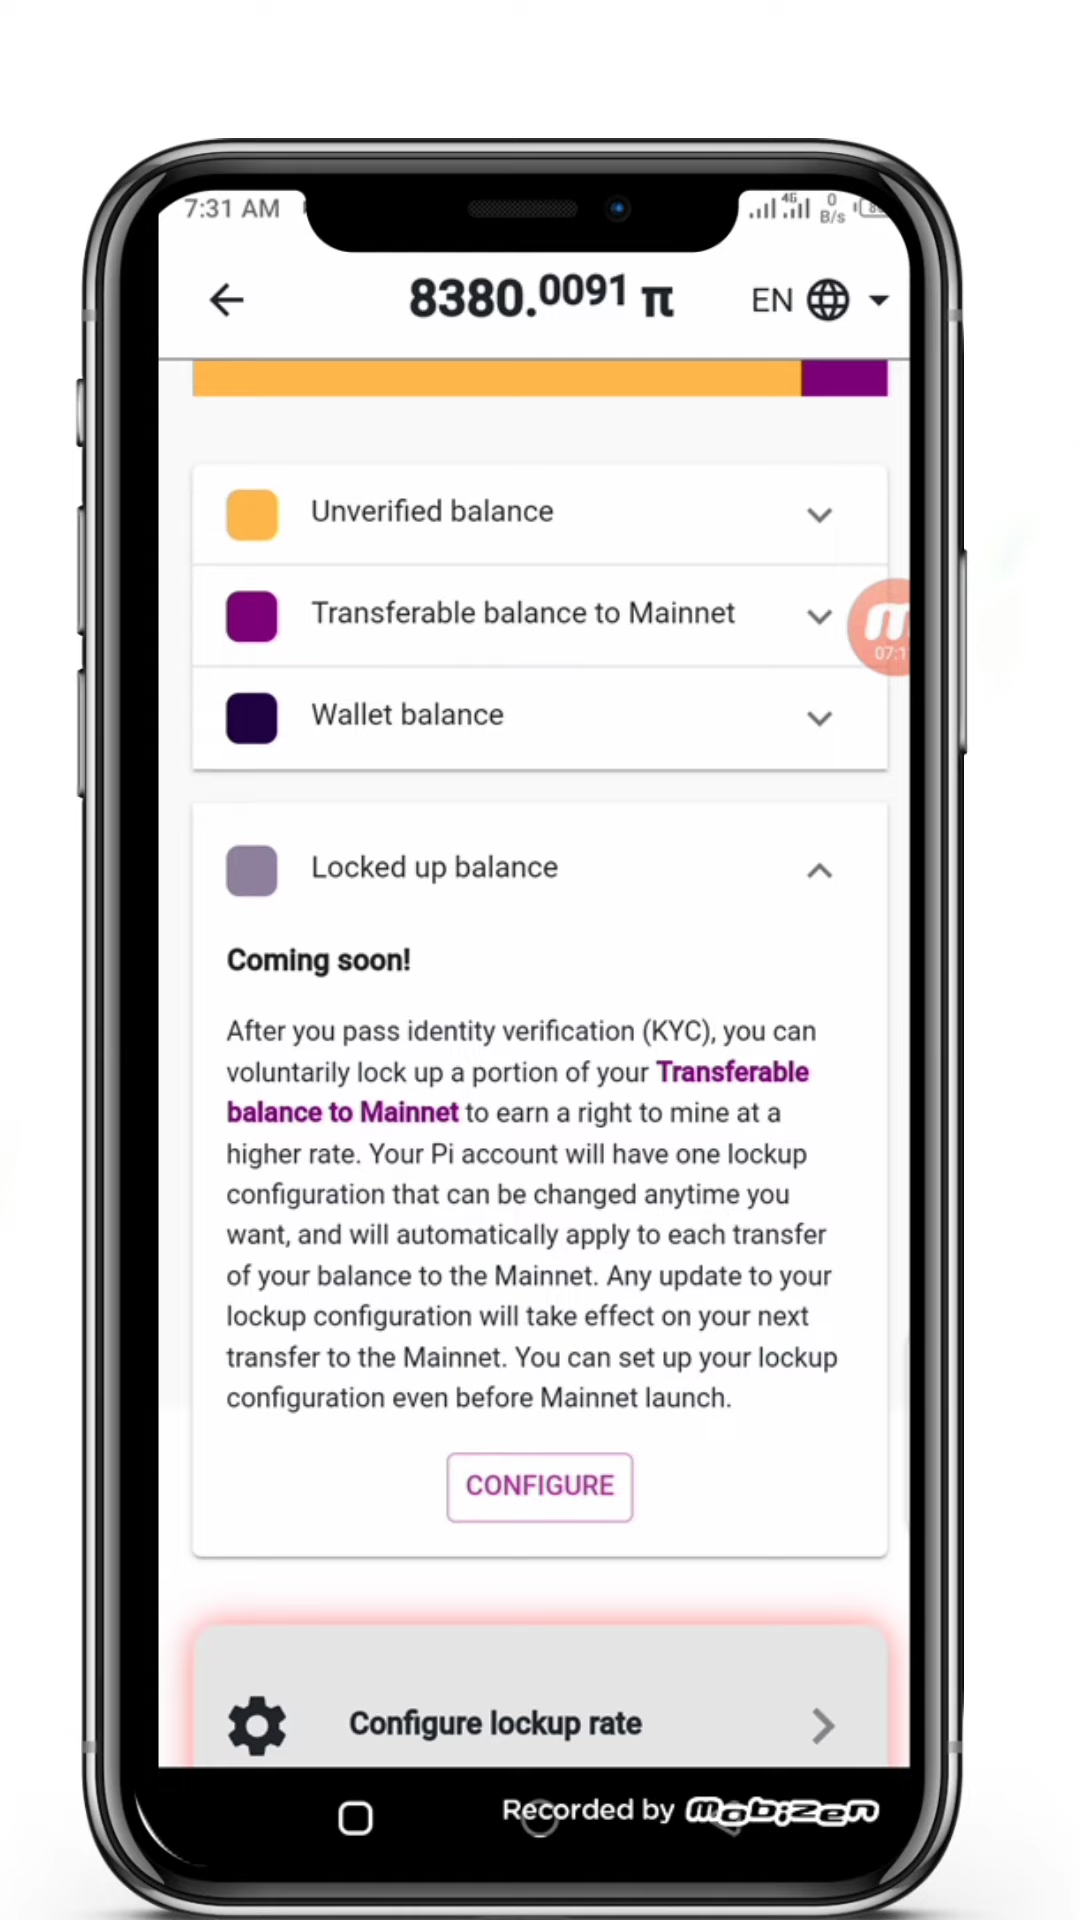 7:31 AM
4G
0
B/s
8380.0091 π
EN
Unverified balance
Transferable balance to Mainnet
Wallet balance
Locked up balance
Coming soon!
After you pass identity verification (KYC), you can
voluntarily lock up a portion of your Transferable
balance to Mainnet to earn a right to mine at a
higher rate. Your Pi account will have one lockup
configuration that can be changed anytime you
want, and will automatically apply to each transfer
of your balance to the Mainnet. Any update to your
lockup configuration will take effect on your next
transfer to the Mainnet. You can set up your lockup
configuration even before Mainnet launch.
CONFIGURE
Configure lockup rate
Recorded by mobizen